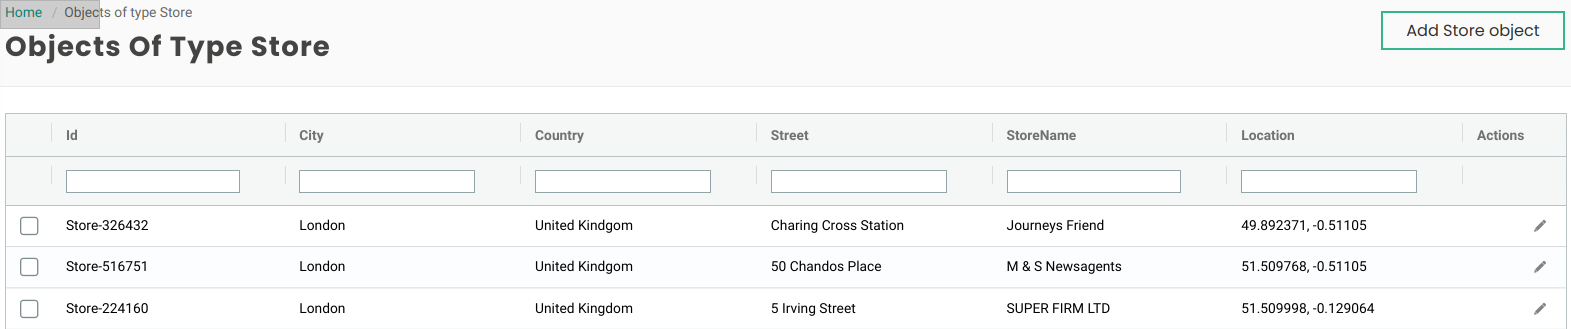 Home / Objects of type Store
Objects Of Type Store
Add Store object
Id City Country Street StoreName Location Actions
Store-326432 London United Kindgom Charing Cross Station Journeys Friend 49.892371, -0.51105
Store-516751 London United Kindgom 50 Chandos Place M & S Newsagents 51.509768, -0.51105
Store-224160 London United Kingdom 5 Irving Street SUPER FIRM LTD 51.509998, -0.129064